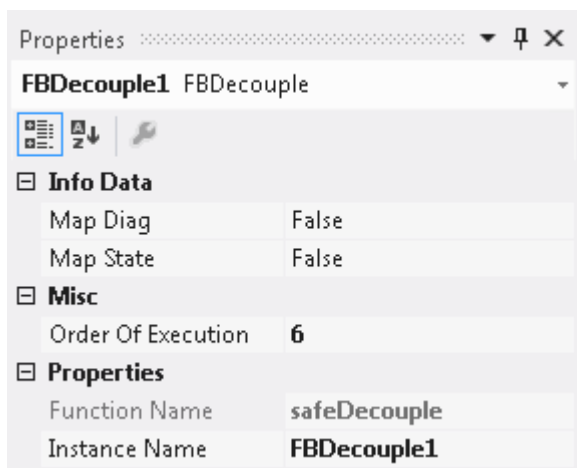 Properties
FBDecouple1 FBDecouple
Info Data
Map Diag False
Map State False
Misc
Order Of Execution 6
Properties
Function Name safeDecouple
Instance Name FBDecouple1